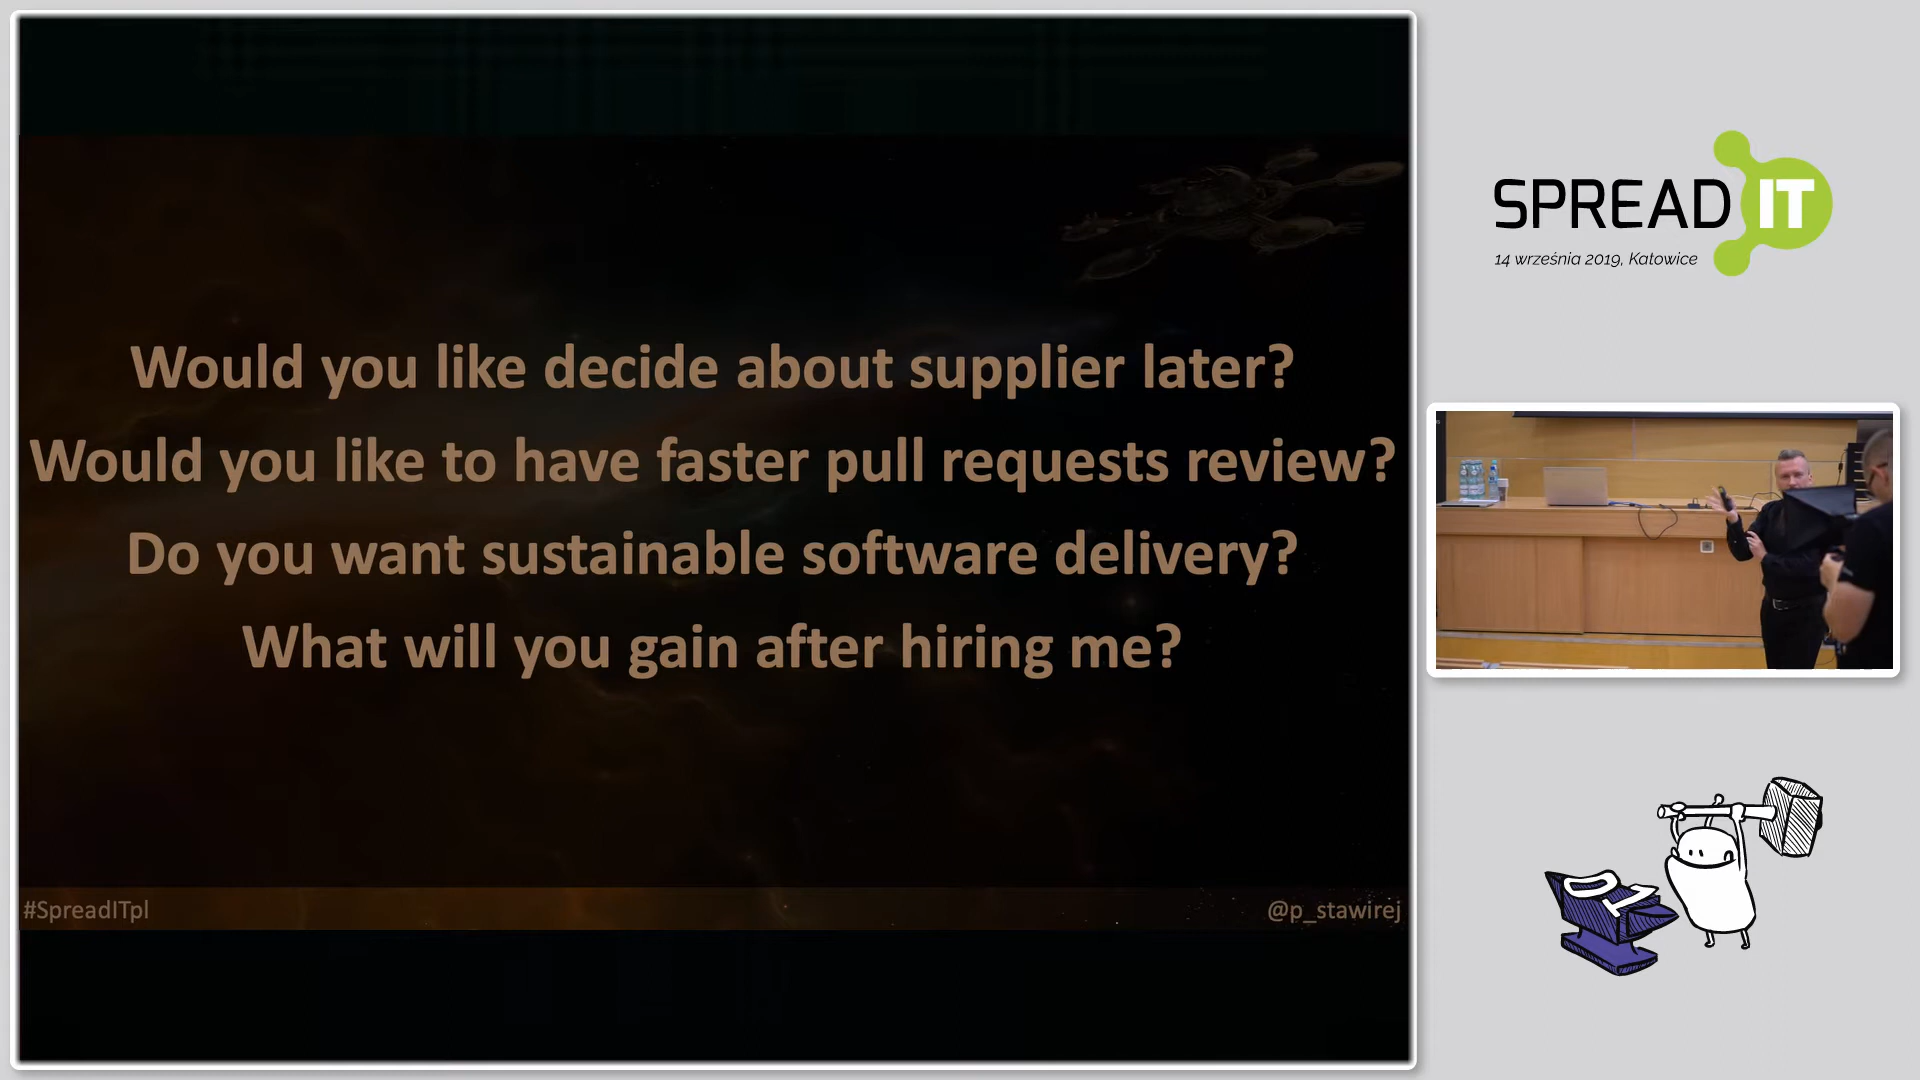 Would you like decide about supplier later?
Would you like to have faster pull requests review?
Do you want sustainable software delivery?
What will you gain after hiring me?
#SpreadITpl
@p_stawirej
SPREAD IT
14 września 2019, Katowice